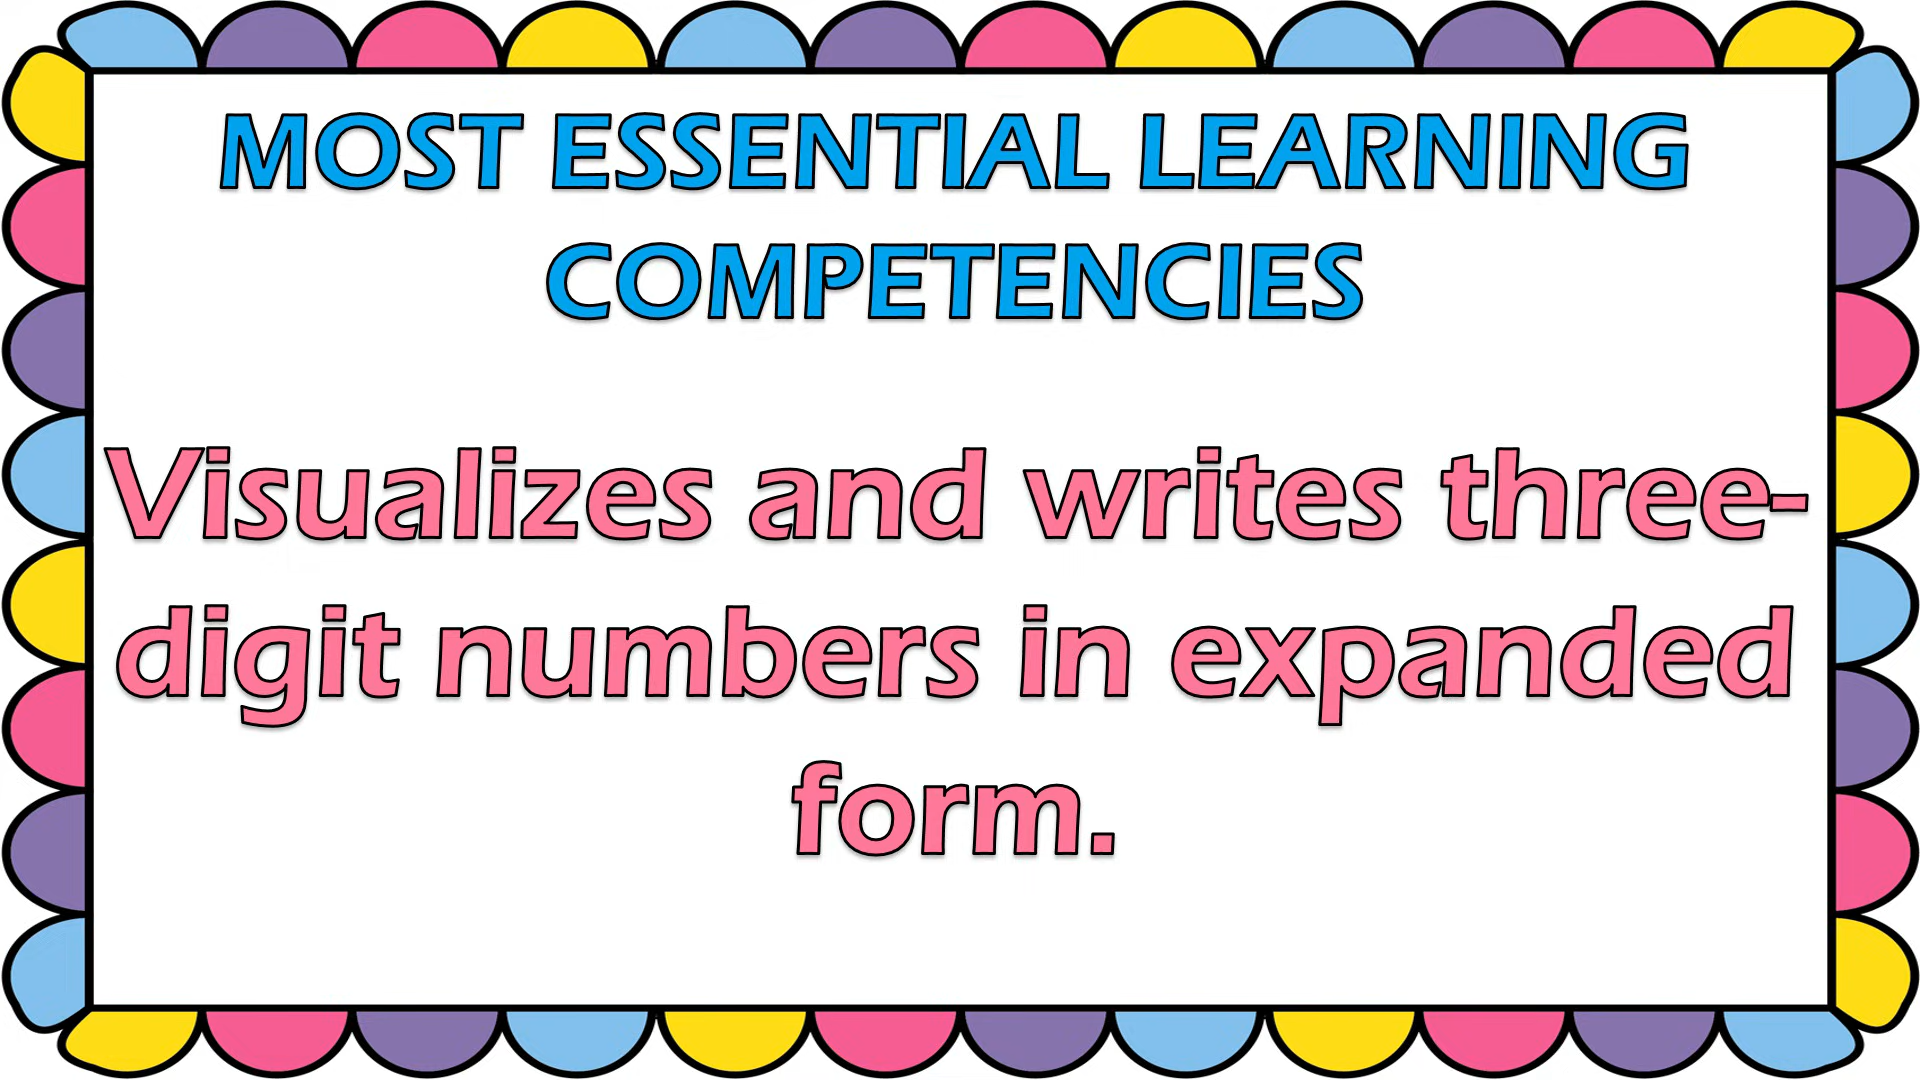 MOST ESSENTIAL LEARNING
COMPETENCIES
Visualizes and writes three-
digit numbers in expanded
form.